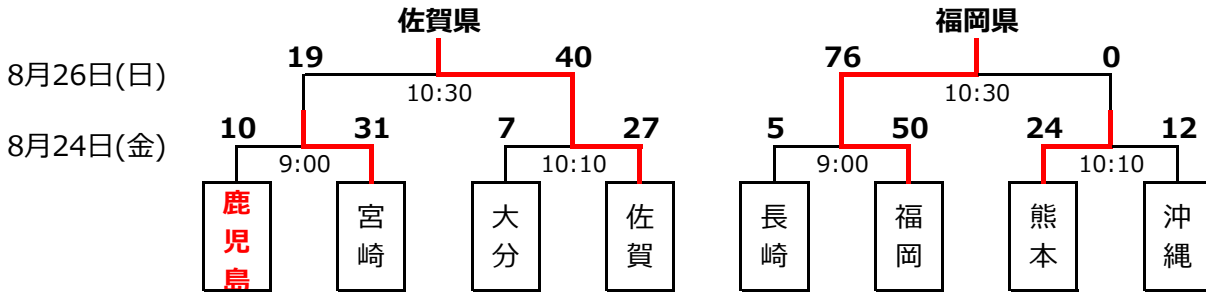 佐賀県 福岡県
19 40 76 0
8月26日(日) 10:30 10:30
10 31 7 27 5 50 24 12
8月24日(金) 9:00 10:10 9:00 10:10
鹿児島 宮崎 大分 佐賀 長崎 福岡 熊本 沖縄